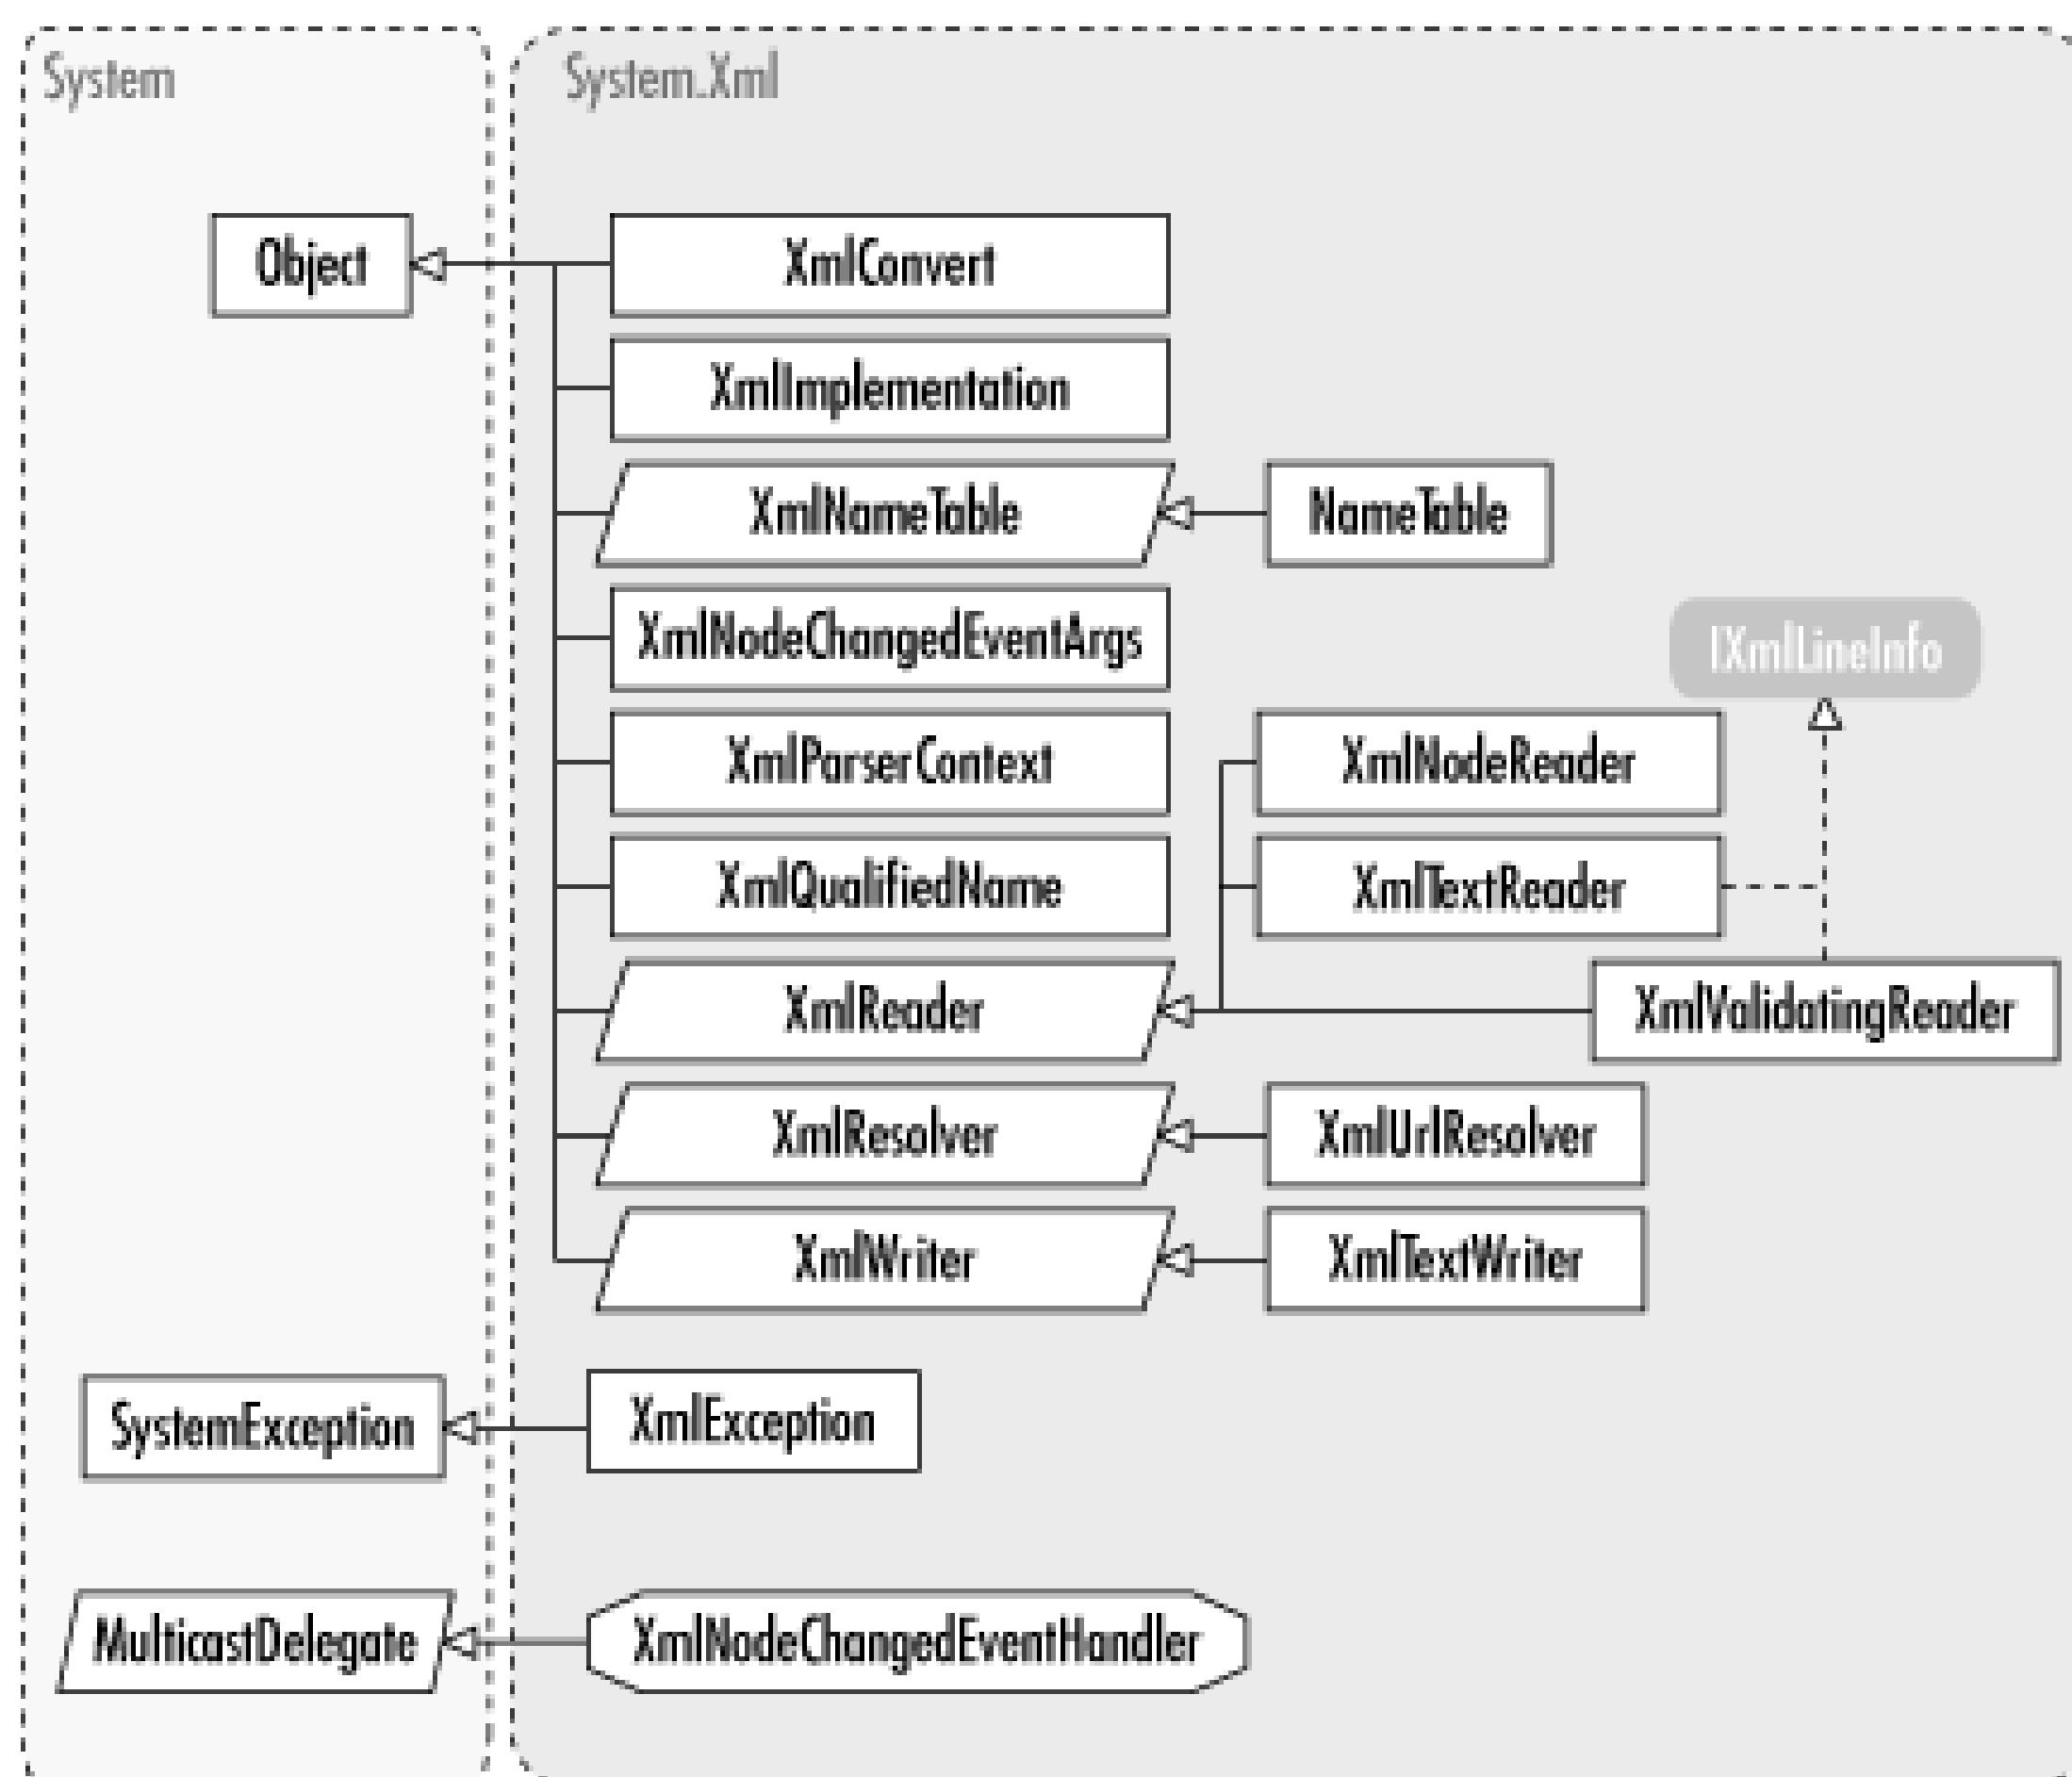 System
System.Xml
Object
XmlConvert
XmlImplementation
XmlNameTable
NameTable
XmlNodeChangedEventArgs
IXmlLineInfo
XmlParserContext
XmlNodeReader
XmlQualifiedName
XmlTextReader
XmlReader
XmlValidatingReader
XmlResolver
XmlUrlResolver
XmlWriter
XmlTextWriter
SystemException
XmlException
MulticastDelegate
XmlNodeChangedEventHandler